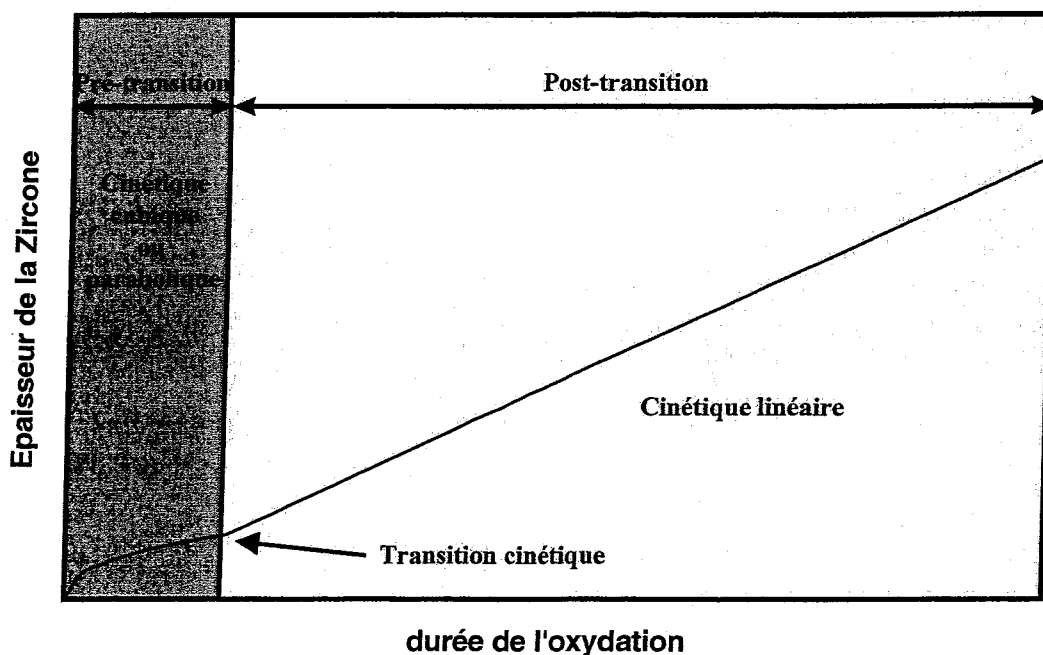 Pré-transition
Post-transition
Cinétique
cubique
ou
parabolique
Epaisseur de la Zircone
Cinétique linéaire
Transition cinétique
durée de l'oxydation